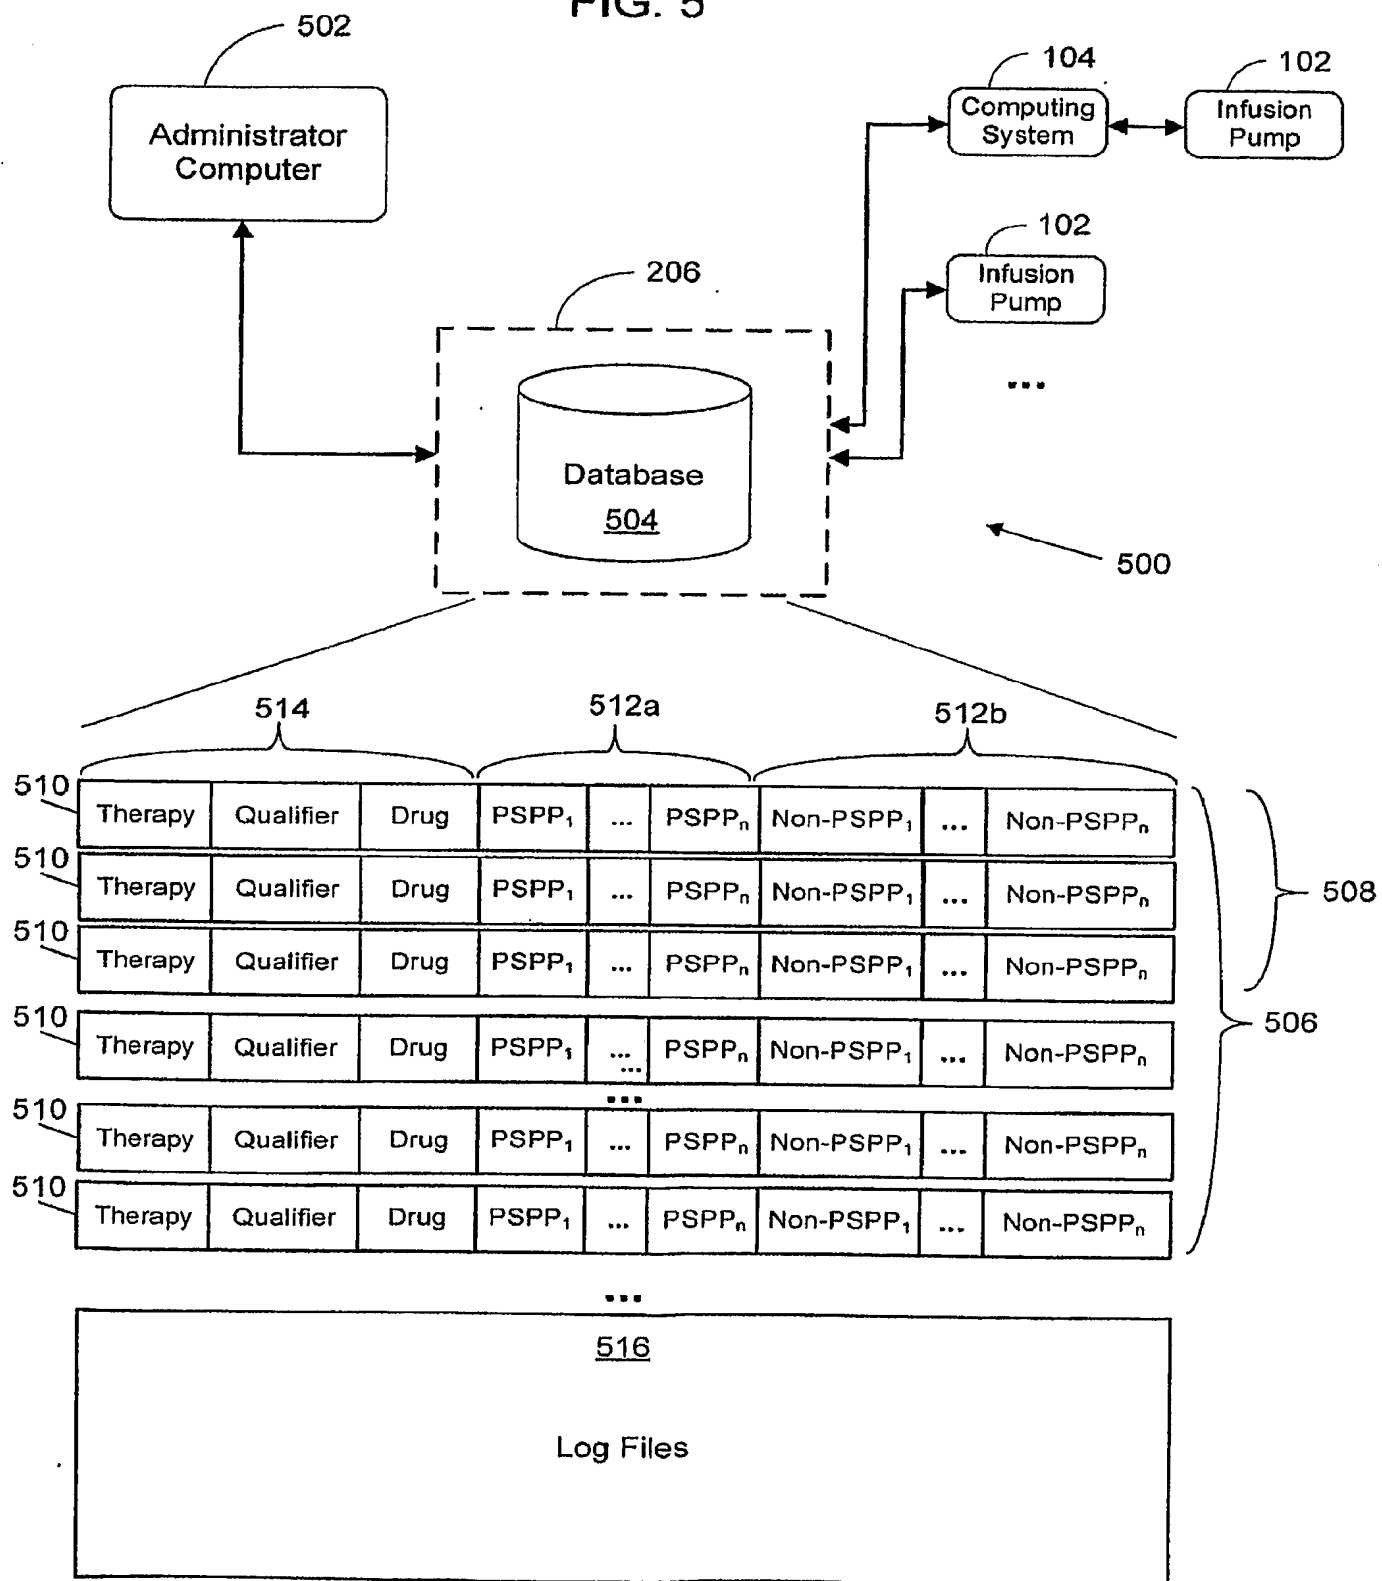 FIG. 5
502
104
102
Administrator
Computer
Computing
System
Infusion
Pump
102
Infusion
Pump
206
...
Database
504
500
514
512a
512b
510
Therapy Qualifier Drug PSPP1 ... PSPPn Non-PSPP1 ... Non-PSPPn
510
Therapy Qualifier Drug PSPP1 ... PSPPn Non-PSPP1 ... Non-PSPPn
508
510
Therapy Qualifier Drug PSPP1 ... PSPPn Non-PSPP1 ... Non-PSPPn
510
506
Therapy Qualifier Drug PSPP1 ... PSPPn Non-PSPP1 ... Non-PSPPn
...
...
510
Therapy Qualifier Drug PSPP1 ... PSPPn Non-PSPP1 ... Non-PSPPn
510
Therapy Qualifier Drug PSPP1 ... PSPPn Non-PSPP1 ... Non-PSPPn
...
516
Log Files